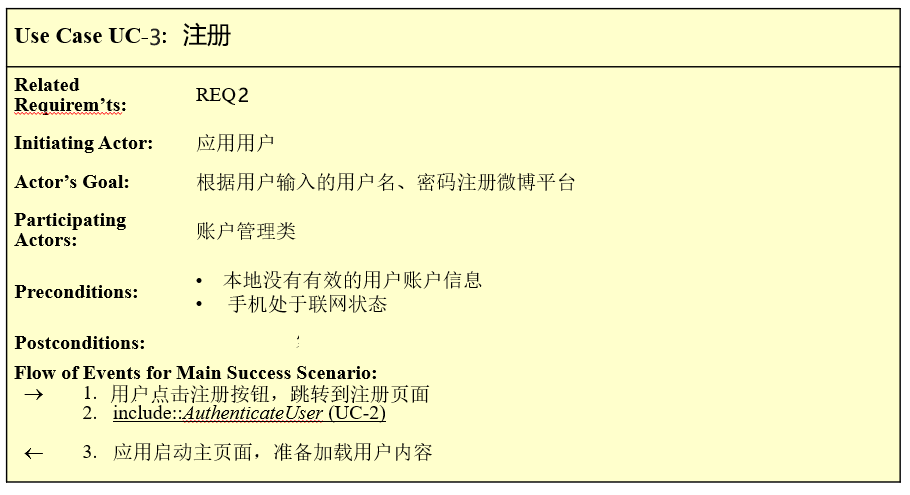 Use Case UC-3: 注册
Related
Requirem'ts:
REQ2
Initiating Actor: 应用用户
Actor's Goal: 根据用户输入的用户名、密码注册微博平台
Participating
Actors:
账户管理类
Preconditions:
• 本地没有有效的用户账户信息
• 手机处于联网状态
Postconditions:
Flow of Events for Main Success Scenario:
→ 1. 用户点击注册按钮，跳转到注册页面
2. include::AuthenticateUser (UC-2)
← 3. 应用启动主页面，准备加载用户内容